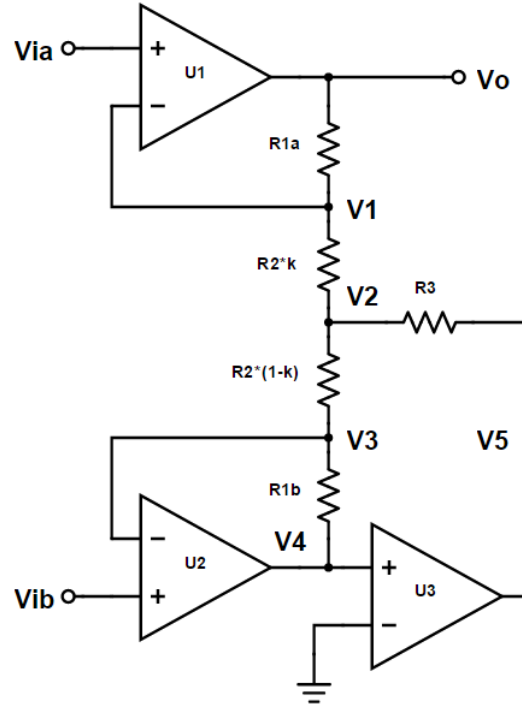 Via
+
U1
−
Vo
R1a
V1
R2*k
V2
R3
R2*(1-k)
V3
V5
R1b
V4
−
U2
+
Vib
+
U3
−